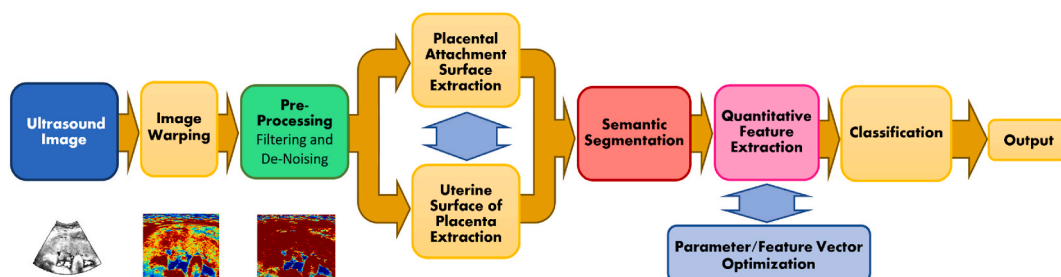 Ultrasound
Image
Image
Warping
Pre-
Processing
Filtering and
De-Noising
Placental
Attachment
Surface
Extraction
Uterine
Surface of
Placenta
Extraction
Semantic
Segmentation
Quantitative
Feature
Extraction
Parameter/Feature Vector
Optimization
Classification
Output